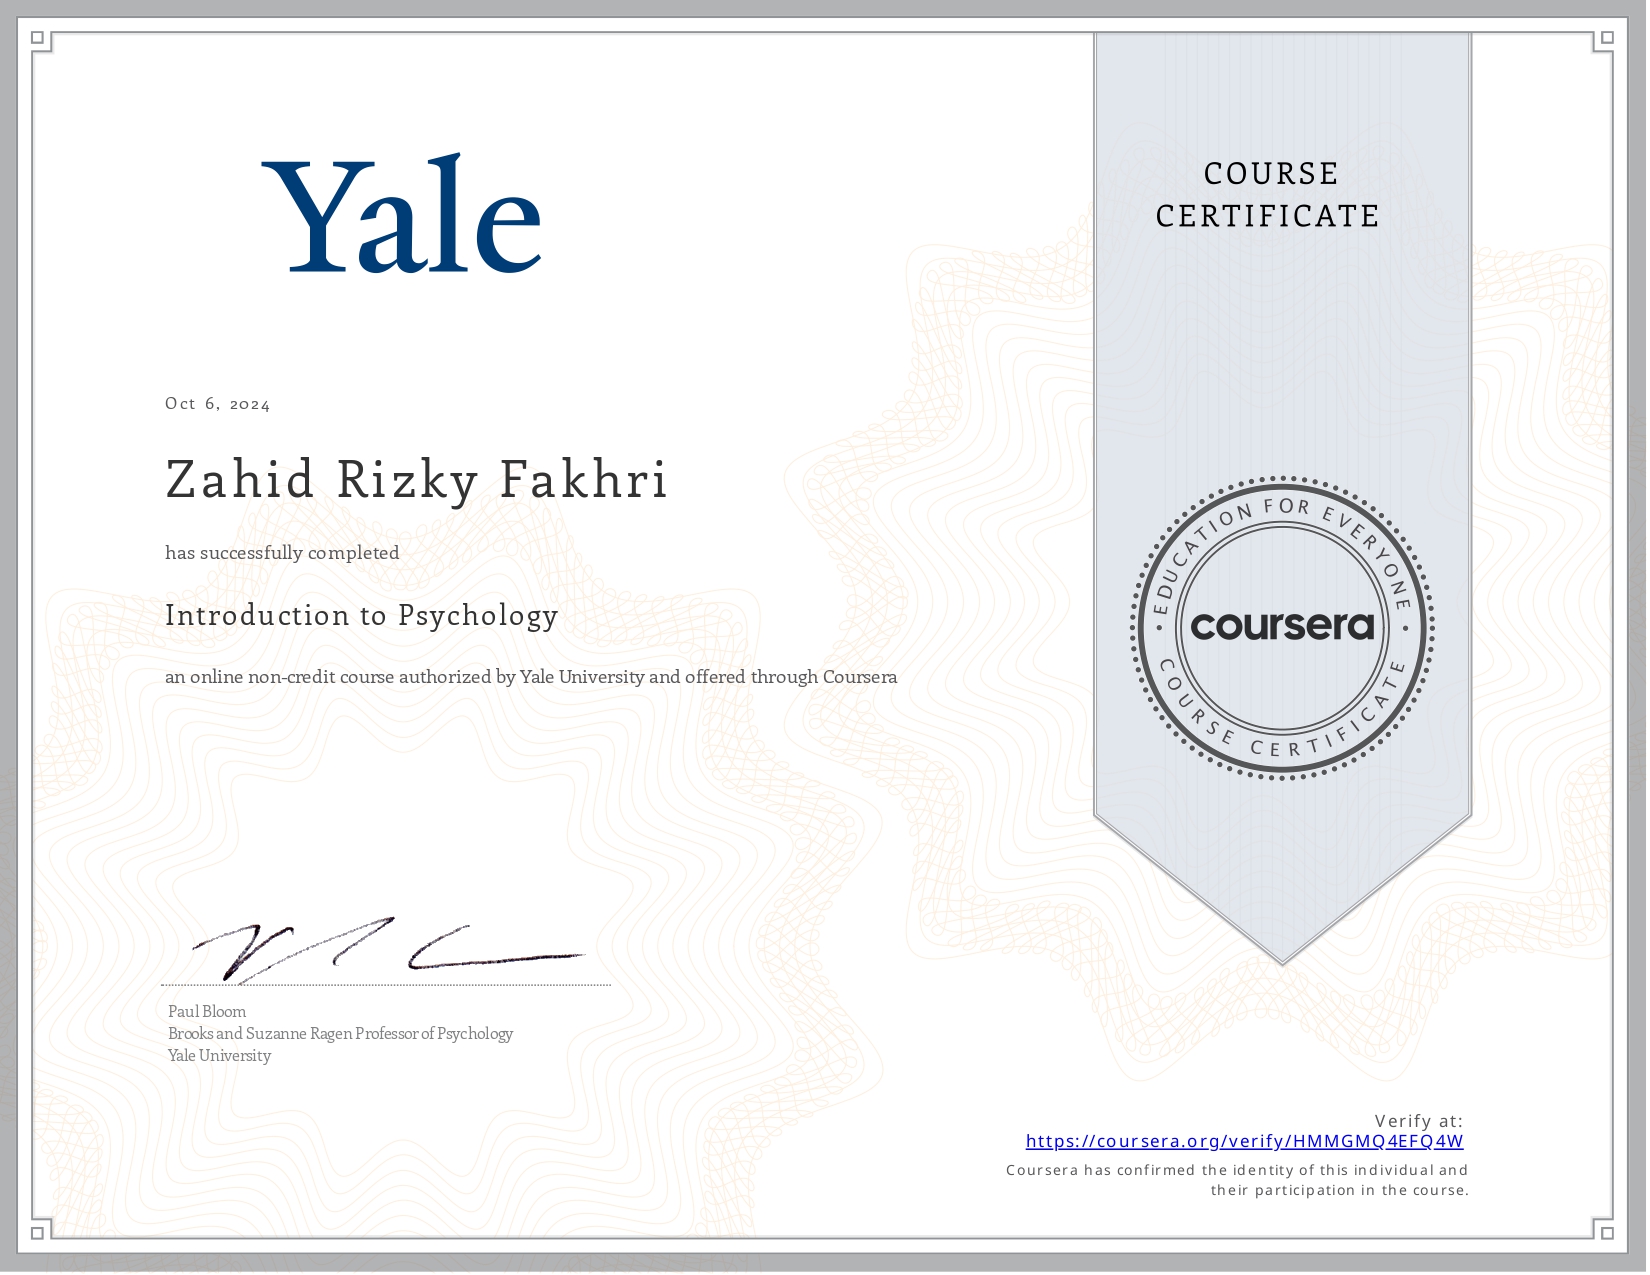 Yale
COURSE
CERTIFICATE
Oct 6, 2024
Zahid Rizky Fakhri
has successfully completed
Introduction to Psychology
an online non-credit course authorized by Yale University and offered through Coursera
• EDUCATION FOR EVERYONE •
coursera
COURSE CERTIFICATE
Paul Bloom
Brooks and Suzanne Ragen Professor of Psychology
Yale University
Verify at:
https://coursera.org/verify/HMMGMQ4EFQ4W
Coursera has confirmed the identity of this individual and
their participation in the course.